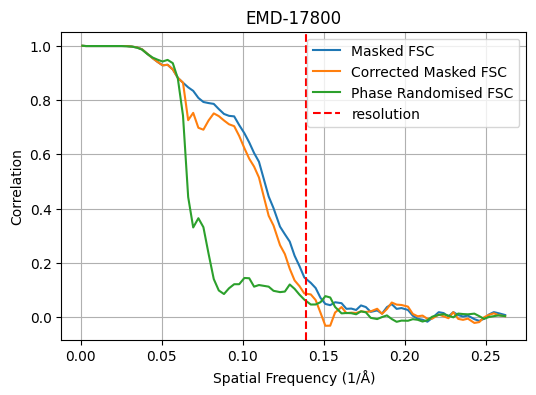 EMD-17800
Masked FSC
Corrected Masked FSC
Phase Randomised FSC
resolution
Correlation
1.0
0.8
0.6
0.4
0.2
0.0
0.00 0.05 0.10 0.15 0.20 0.25
Spatial Frequency (1/Å)